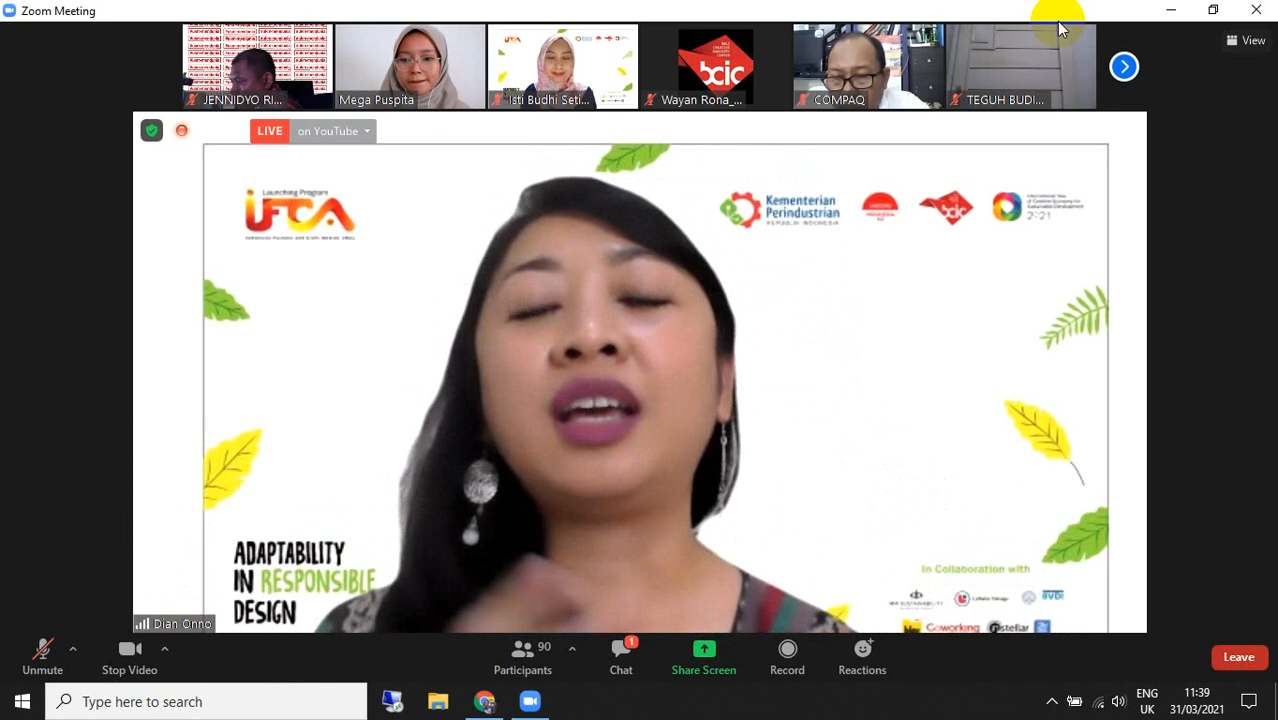 Zoom Meeting
JENNIDYO RI...
Mega Puspita
Isti Budhi Seti...
Wayan Rona_...
COMPAQ
TEGUH BUDI...
View
bcic
LIVE on YouTube
Launching Program
IFCA
Kementerian
Perindustrian
REPUBLIK INDONESIA
bcic
2021
ADAPTABILITY
IN RESPONSIBLE
DESIGN
In Collaboration with
BVDI
Coworking
Dian Onno
Unmute
Stop Video
Participants
90
Chat
1
Share Screen
Record
Reactions
Leave
Type here to search
ENG
UK
11:39
31/03/2021